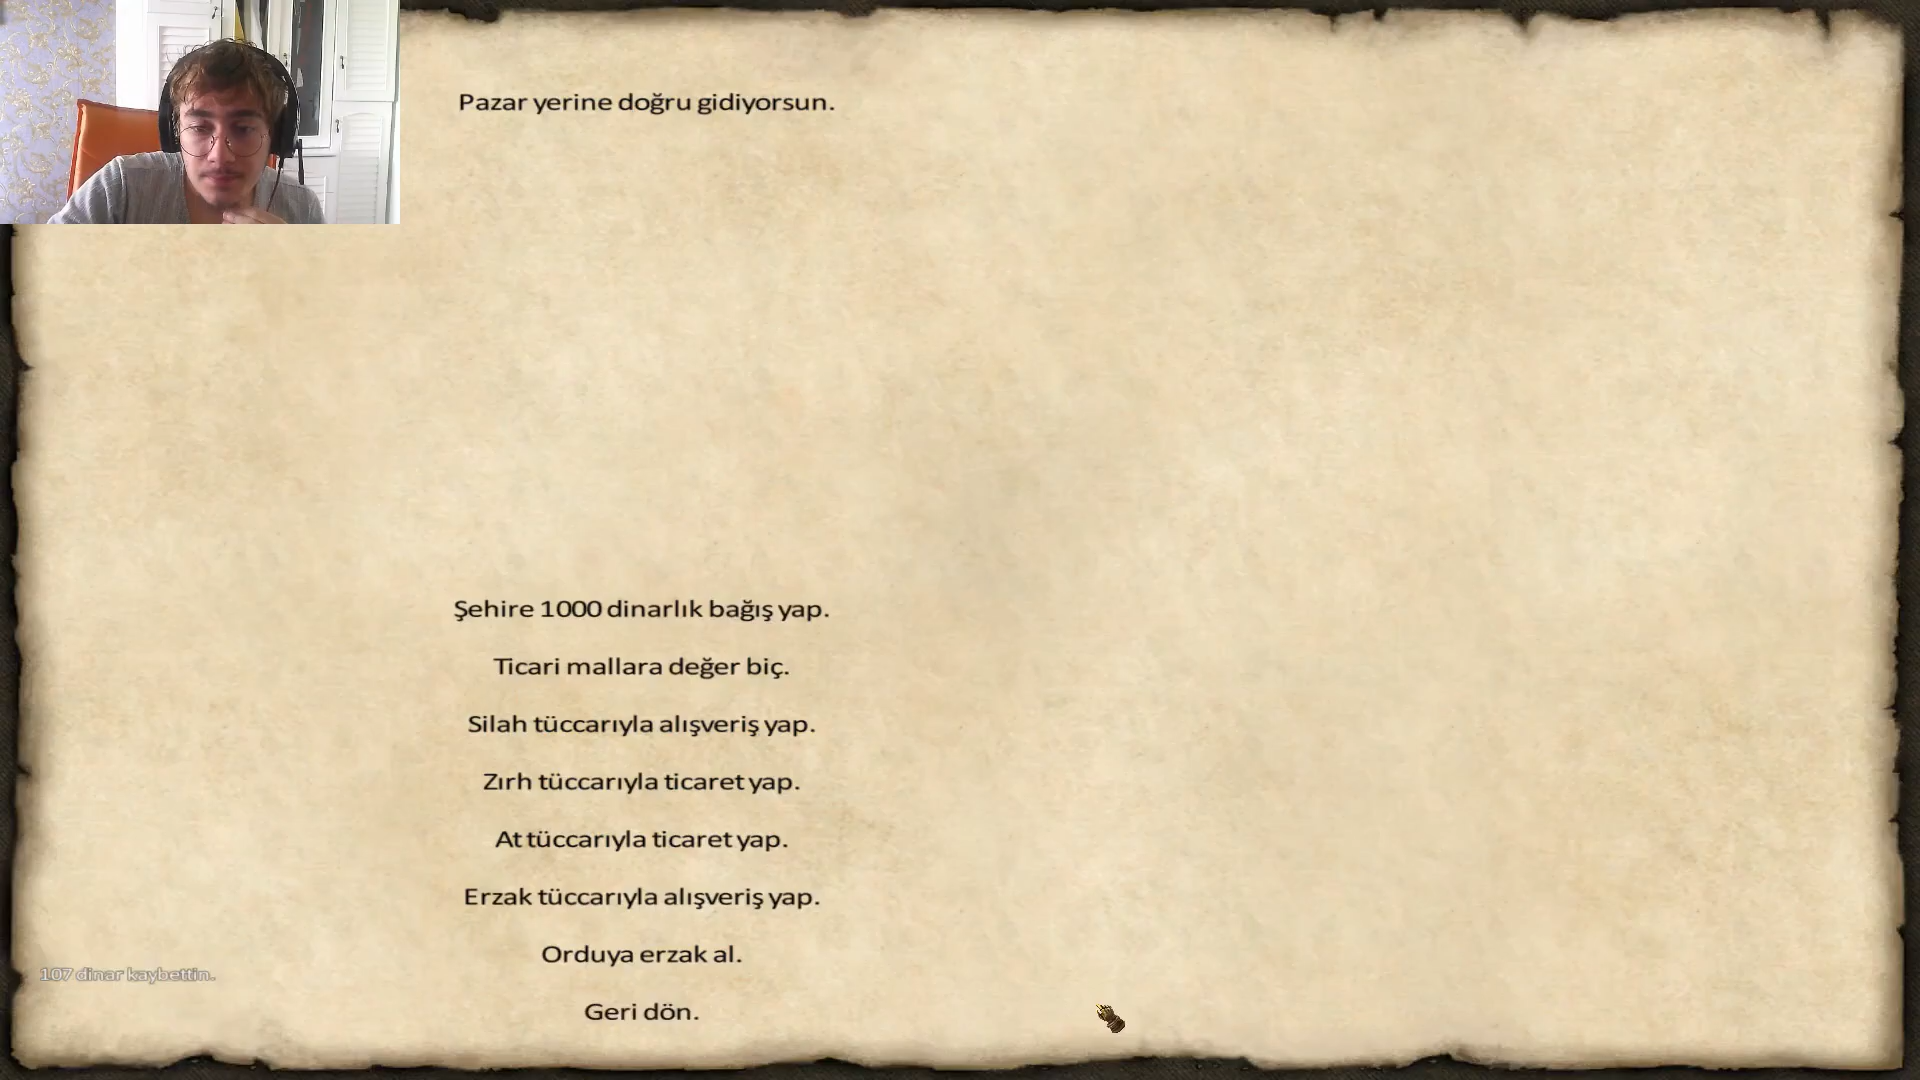 Pazar yerine doğru gidiyorsun.
Şehire 1000 dinarlık bağış yap.
Ticari mallara değer biç.
Silah tüccarıyla alışveriş yap.
Zırh tüccarıyla ticaret yap.
At tüccarıyla ticaret yap.
Erzak tüccarıyla alışveriş yap.
Orduya erzak al.
107 dinar kaybettin.
Geri dön.